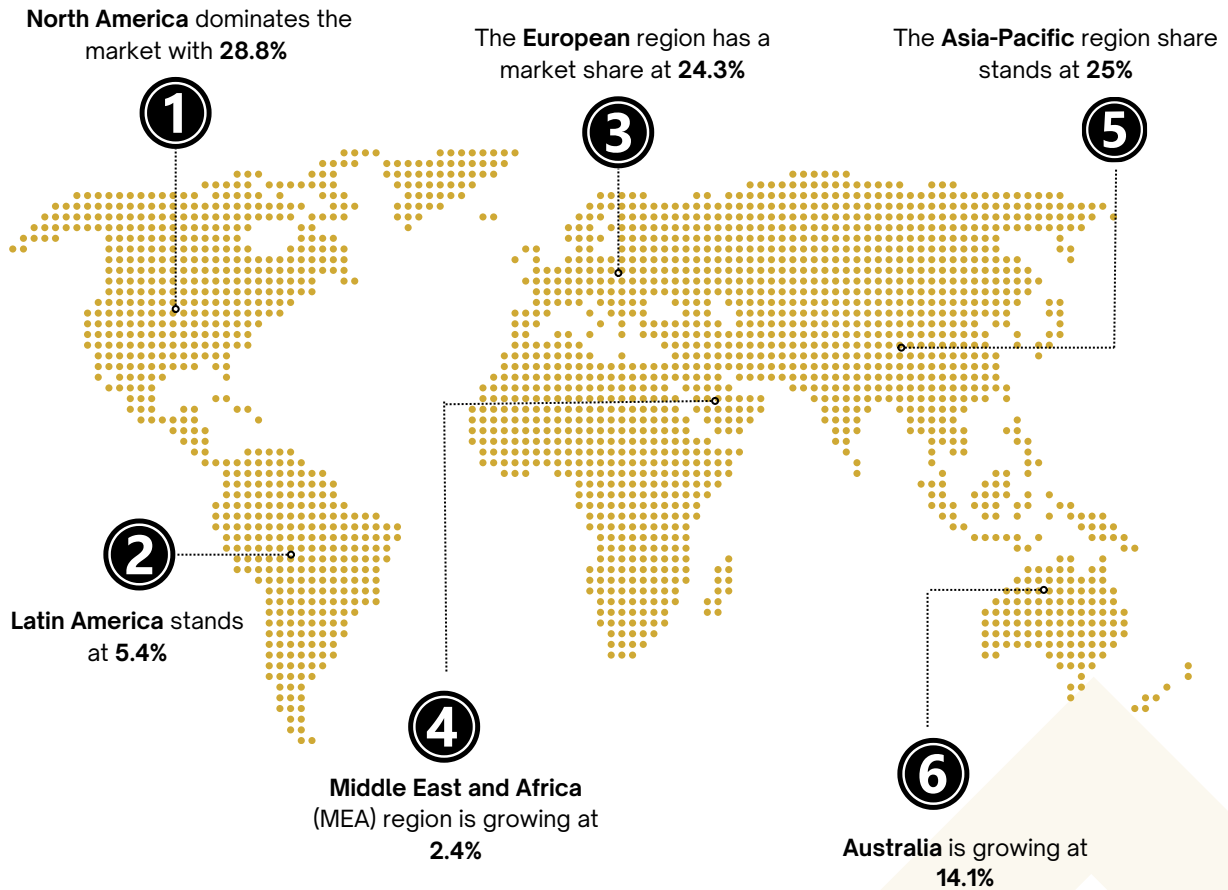 North America dominates the
market with 28.8%
1
The European region has a
market share at 24.3%
3
The Asia-Pacific region share
stands at 25%
5
2
Latin America stands
at 5.4%
4
Middle East and Africa
(MEA) region is growing at
2.4%
6
Australia is growing at
14.1%